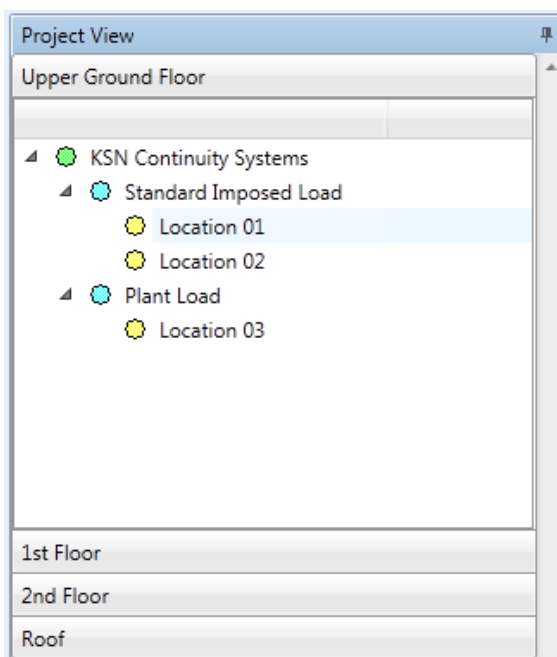 Project View
Upper Ground Floor
KSN Continuity Systems
Standard Imposed Load
Location 01
Location 02
Plant Load
Location 03
1st Floor
2nd Floor
Roof